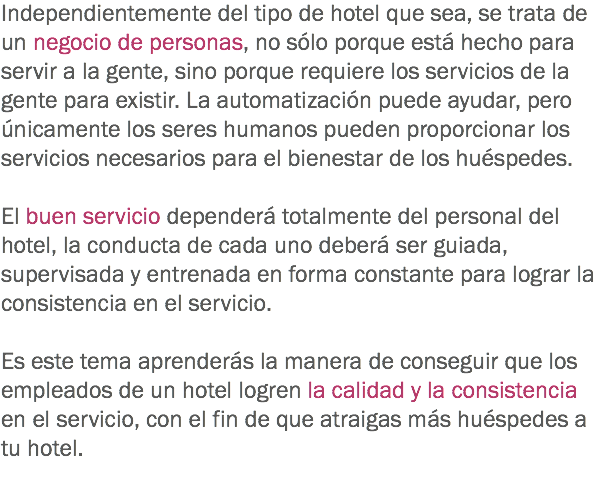 Independientemente del tipo de hotel que sea, se trata de
un negocio de personas, no sólo porque está hecho para
servir a la gente, sino porque requiere los servicios de la
gente para existir. La automatización puede ayudar, pero
únicamente los seres humanos pueden proporcionar los
servicios necesarios para el bienestar de los huéspedes.
El buen servicio dependerá totalmente del personal del
hotel, la conducta de cada uno deberá ser guiada,
supervisada y entrenada en forma constante para lograr la
consistencia en el servicio.
Es este tema aprenderás la manera de conseguir que los
empleados de un hotel logren la calidad y la consistencia
en el servicio, con el fin de que atraigas más huéspedes a
tu hotel.